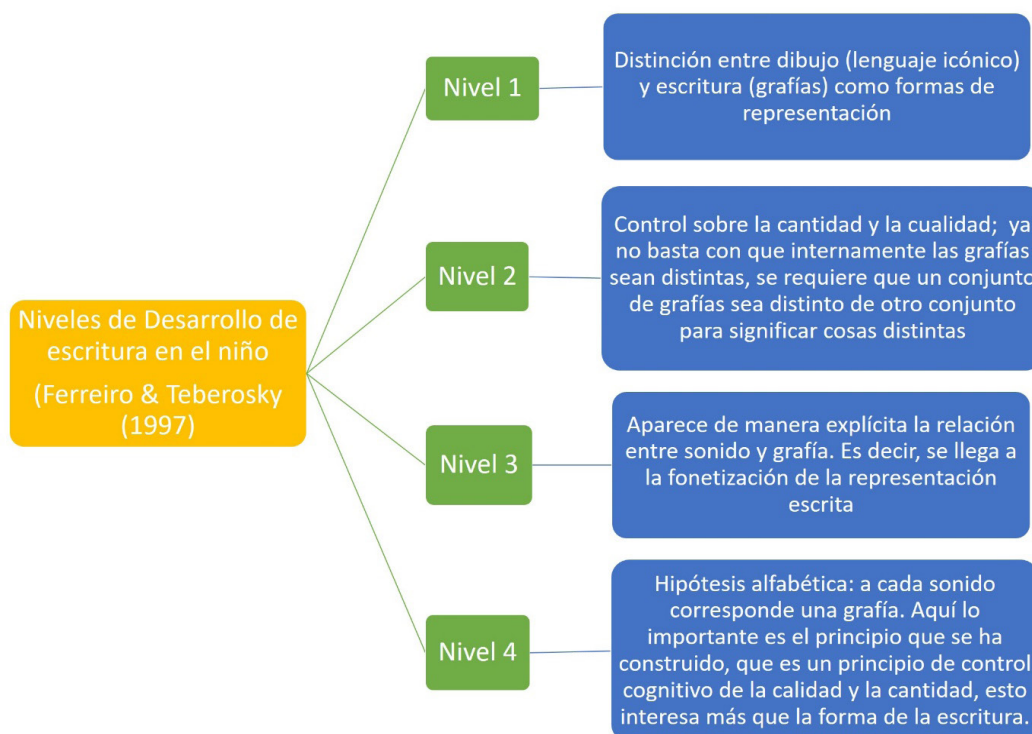 Niveles de Desarrollo de
escritura en el niño
(Ferreiro & Teberosky
(1997)
Nivel 1
Distinción entre dibujo (lenguaje icónico)
y escritura (grafías) como formas de
representación
Nivel 2
Control sobre la cantidad y la cualidad; ya
no basta con que internamente las grafías
sean distintas, se requiere que un conjunto
de grafías sea distinto de otro conjunto
para significar cosas distintas
Nivel 3
Aparece de manera explícita la relación
entre sonido y grafía. Es decir, se llega a
la fonetización de la representación
escrita
Nivel 4
Hipótesis alfabética: a cada sonido
corresponde una grafía. Aquí lo
importante es el principio que se ha
construido, que es un principio de control
cognitivo de la calidad y la cantidad, esto
interesa más que la forma de la escritura.